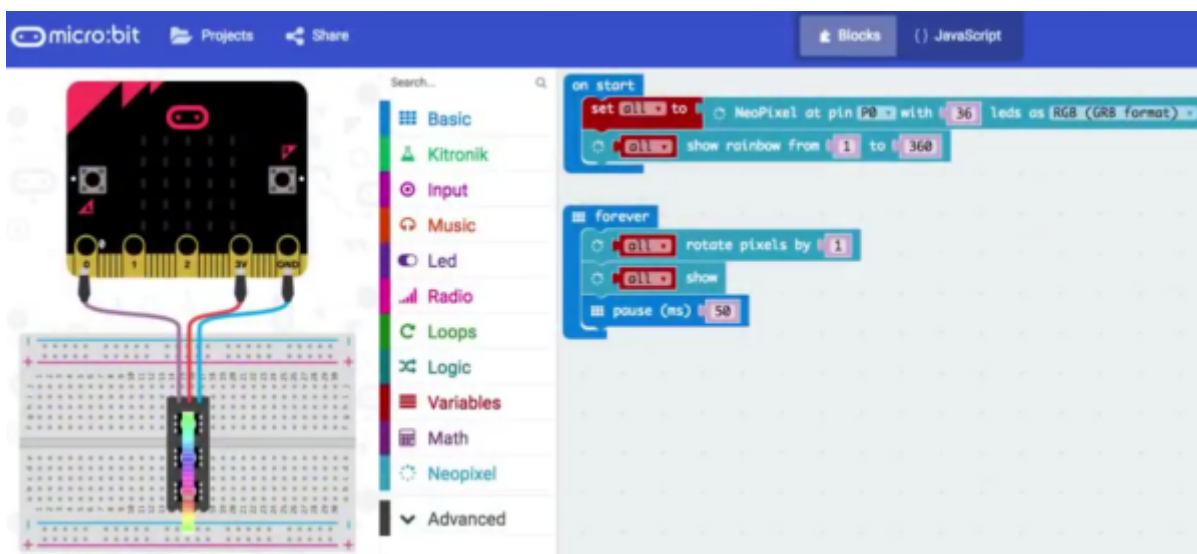 micro:bit Projects Share Blocks {} JavaScript
Search...
Basic
Kitronik
Input
Music
Led
Radio
Loops
Logic
Variables
Math
Neopixel
Advanced
on start
set all to NeoPixel at pin P0 with 36 leds as RGB (GRB format)
all show rainbow from 1 to 360
forever
all rotate pixels by 1
all show
pause (ms) 50
0 1 2 3V GND